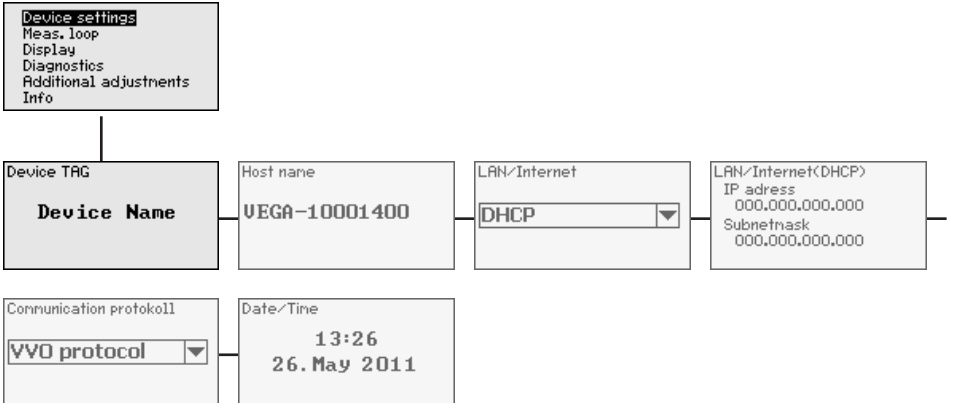 Device settings
Meas. loop
Display
Diagnostics
Additional adjustments
Info
Device TAG
Device Name
Host name
VEGA-10001400
LAN/Internet
DHCP
LAN/Internet(DHCP)
IP adress
000.000.000.000
Subnetmask
000.000.000.000
Communication protokoll
VVO protocol
Date/Time
13:26
26.May 2011